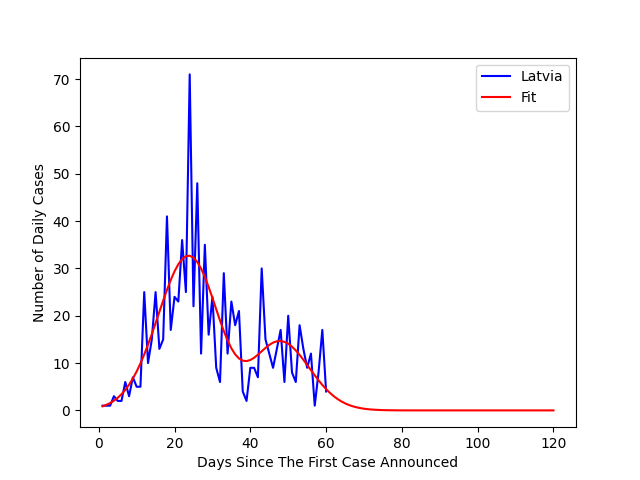 Latvia
Fit
70
60
50
40
30
20
10
0
Number of Daily Cases
0 20 40 60 80 100 120
Days Since The First Case Announced